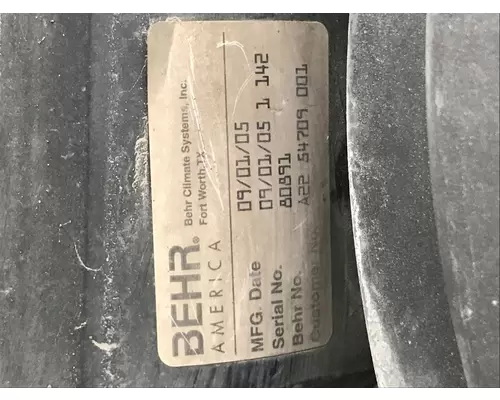 BEHR®
AMERICA
Behr Climate Systems, Inc.
Fort Worth, TX
MFG. Date 09/01/05
Serial No. 09/01/05 1 142
Behr No. 80891
Customer No. A22 54709 001